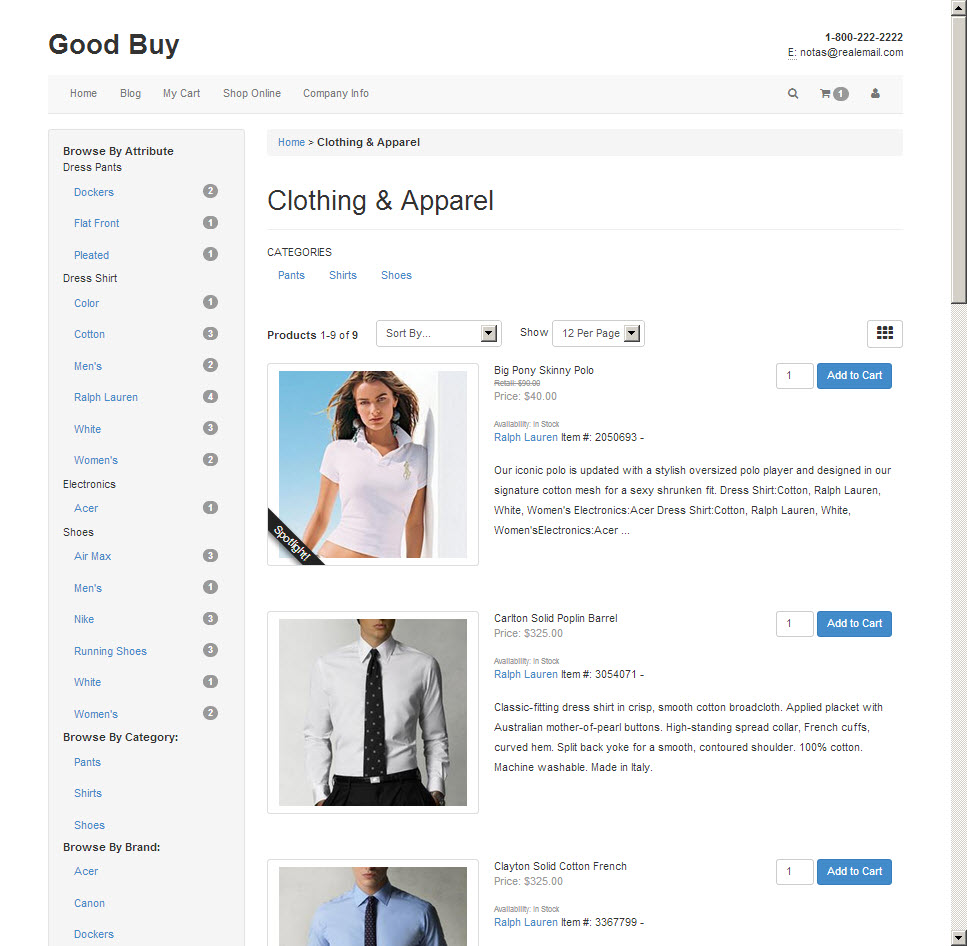 Good Buy
1-800-222-2222
E: notas@realemail.com
Home Blog My Cart Shop Online Company Info 1
Browse By Attribute
Dress Pants
Dockers 2
Flat Front 1
Pleated 1
Dress Shirt
Color 1
Cotton 3
Men's 2
Ralph Lauren 4
White 3
Women's 2
Electronics
Acer 1
Shoes
Air Max 3
Men's 1
Nike 3
Running Shoes 3
White 1
Women's 2
Browse By Category:
Pants
Shirts
Shoes
Browse By Brand:
Acer
Canon
Dockers
Home > Clothing & Apparel
Clothing & Apparel
CATEGORIES
Pants Shirts Shoes
Products 1-9 of 9 Sort By... Show 12 Per Page
Spotlight!
Big Pony Skinny Polo 1 Add to Cart
Retail: $90.00
Price: $40.00
Availability: In Stock
Ralph Lauren Item #: 2050693 -
Our iconic polo is updated with a stylish oversized polo player and designed in our
signature cotton mesh for a sexy shrunken fit. Dress Shirt:Cotton, Ralph Lauren,
White, Women's Electronics:Acer Dress Shirt:Cotton, Ralph Lauren, White,
Women'sElectronics:Acer ...
Carlton Solid Poplin Barrel 1 Add to Cart
Price: $325.00
Availability: In Stock
Ralph Lauren Item #: 3054071 -
Classic-fitting dress shirt in crisp, smooth cotton broadcloth. Applied placket with
Australian mother-of-pearl buttons. High-standing spread collar, French cuffs,
curved hem. Split back yoke for a smooth, contoured shoulder. 100% cotton.
Machine washable. Made in Italy.
Clayton Solid Cotton French 1 Add to Cart
Price: $325.00
Availability: In Stock
Ralph Lauren Item #: 3367799 -